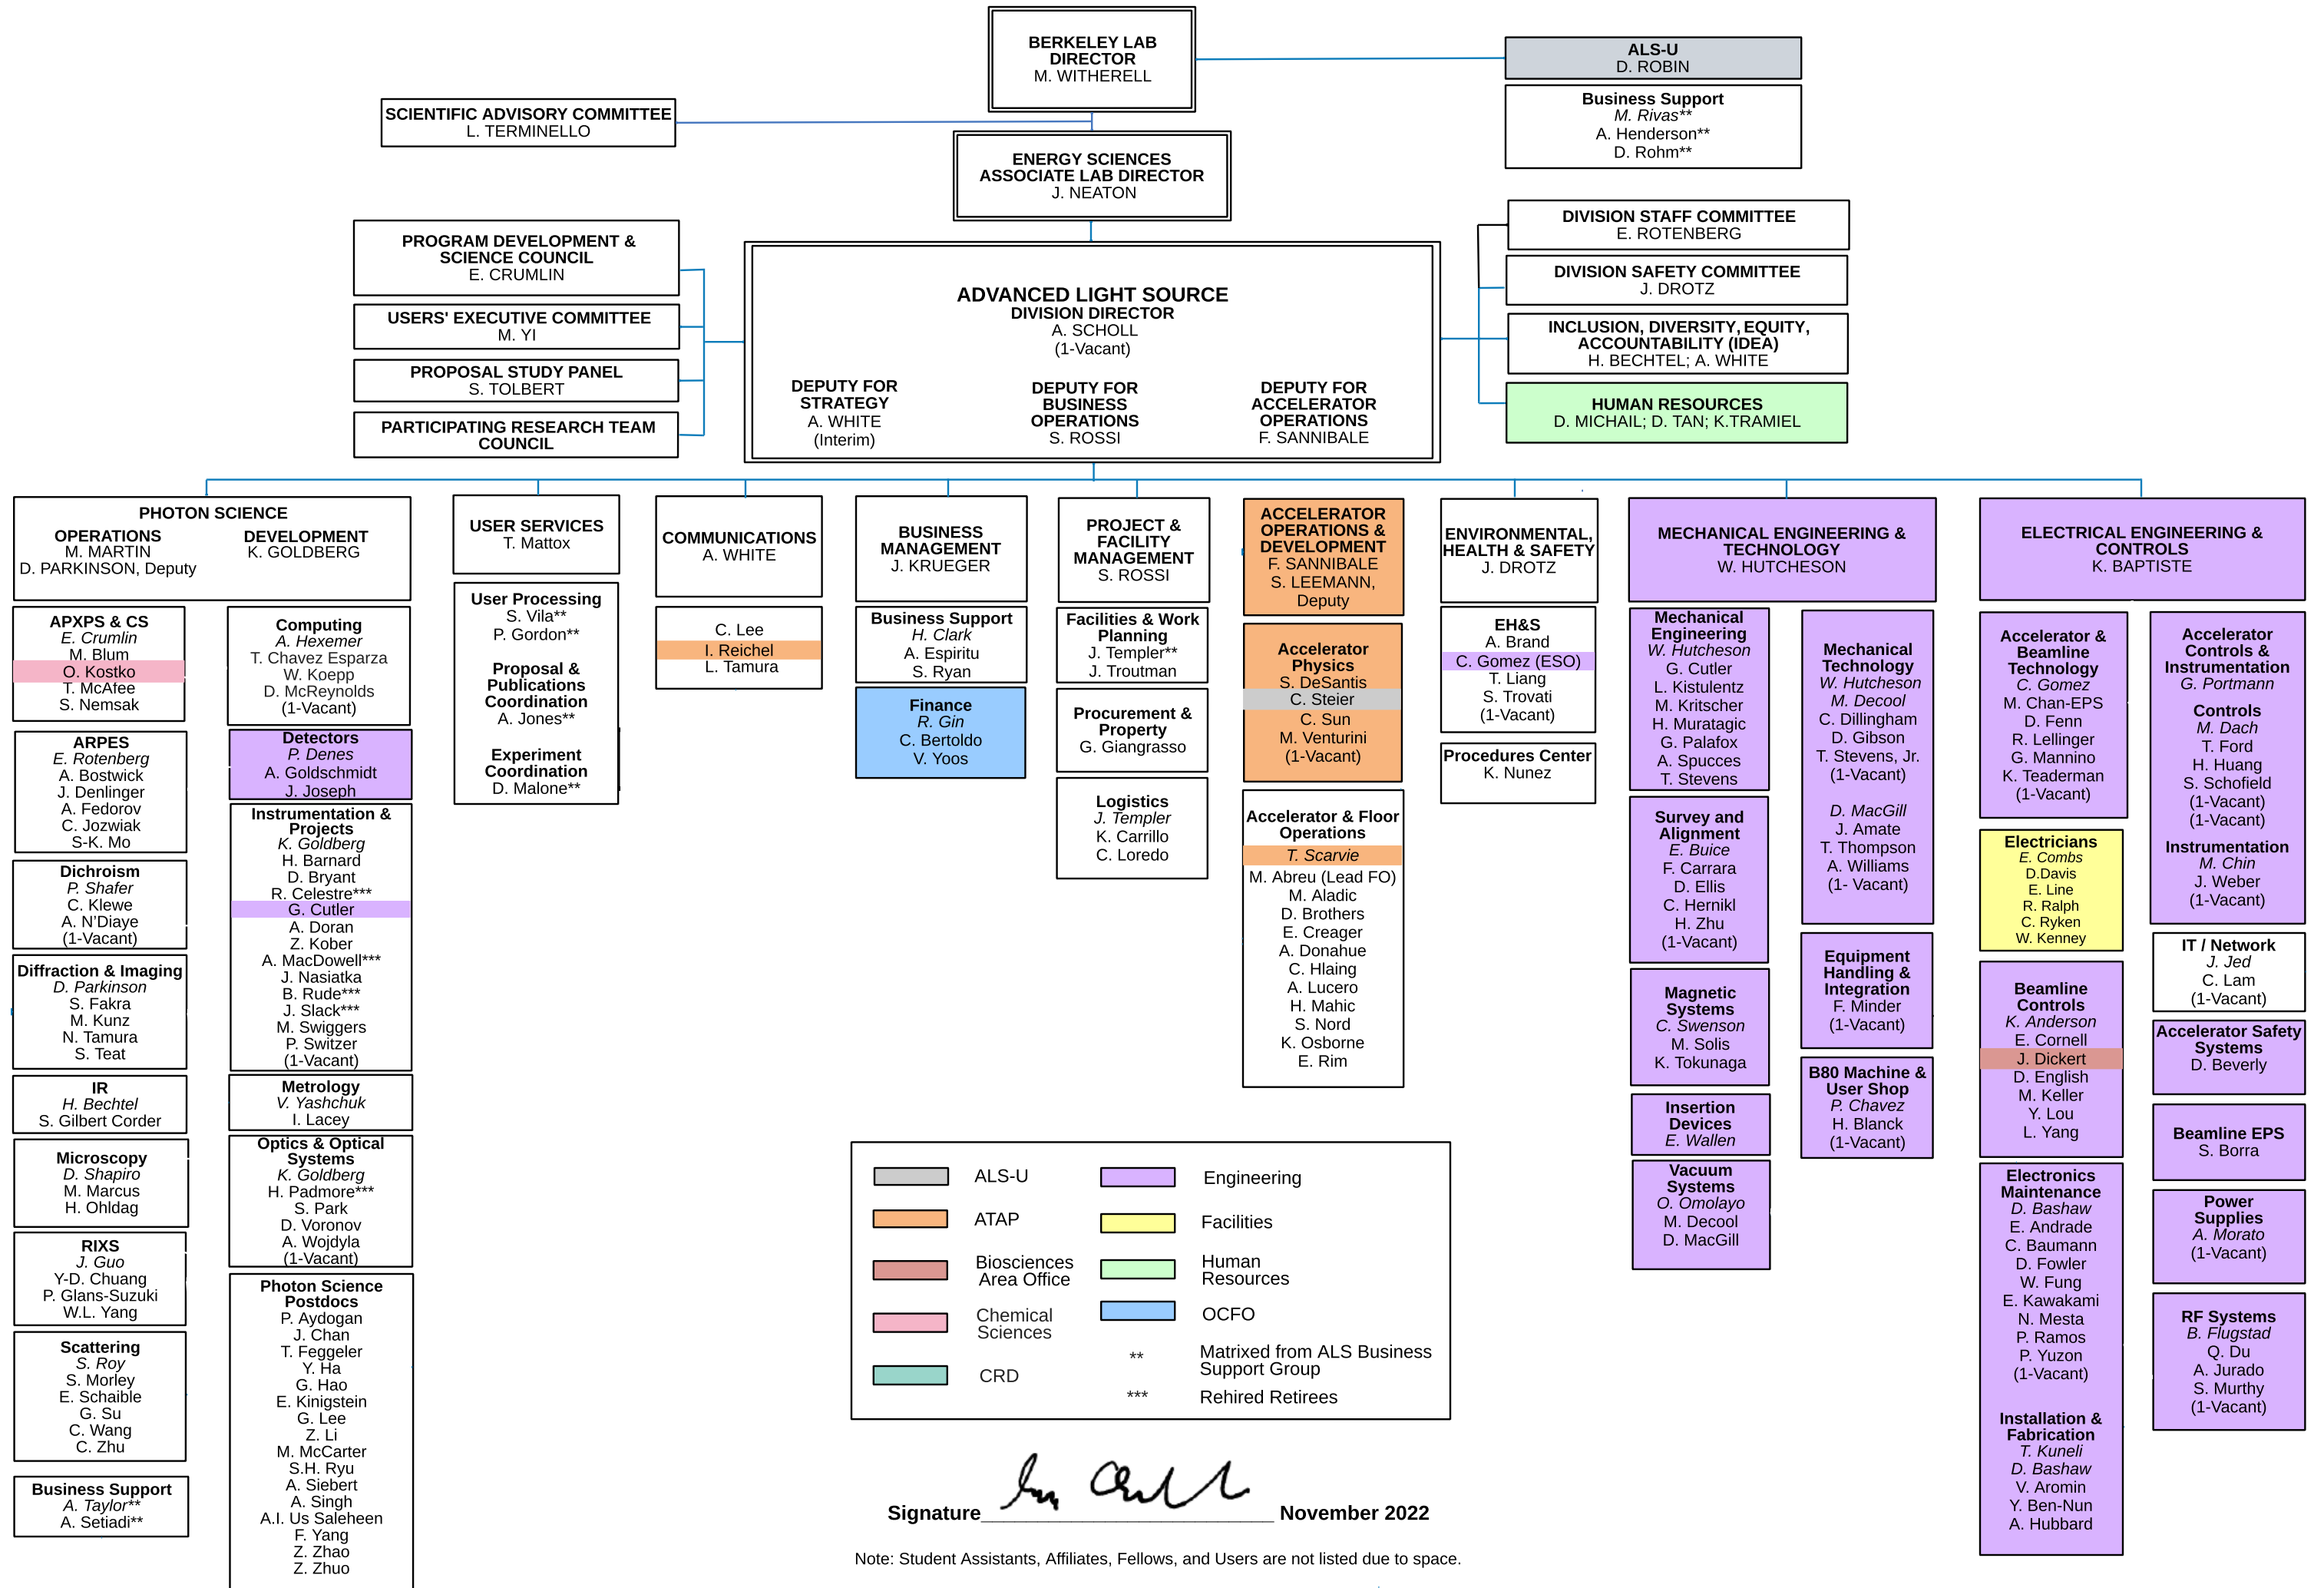 BERKELEY LAB
DIRECTOR
M. WITHERELL
ALS-U
D. ROBIN
Business Support
M. Rivas**
A. Henderson**
D. Rohm**
SCIENTIFIC ADVISORY COMMITTEE
L. TERMINELLO
ENERGY SCIENCES
ASSOCIATE LAB DIRECTOR
J. NEATON
PROGRAM DEVELOPMENT &
SCIENCE COUNCIL
E. CRUMLIN
USERS' EXECUTIVE COMMITTEE
M. YI
PROPOSAL STUDY PANEL
S. TOLBERT
PARTICIPATING RESEARCH TEAM
COUNCIL
ADVANCED LIGHT SOURCE
DIVISION DIRECTOR
A. SCHOLL
(1-Vacant)
DEPUTY FOR
STRATEGY
A. WHITE
(Interim)
DEPUTY FOR
BUSINESS
OPERATIONS
S. ROSSI
DEPUTY FOR
ACCELERATOR
OPERATIONS
F. SANNIBALE
DIVISION STAFF COMMITTEE
E. ROTENBERG
DIVISION SAFETY COMMITTEE
J. DROTZ
INCLUSION, DIVERSITY, EQUITY,
ACCOUNTABILITY (IDEA)
H. BECHTEL; A. WHITE
HUMAN RESOURCES
D. MICHAIL; D. TAN; K.TRAMIEL
PHOTON SCIENCE
OPERATIONS
M. MARTIN
D. PARKINSON, Deputy
DEVELOPMENT
K. GOLDBERG
APXPS & CS
E. Crumlin
M. Blum
O. Kostko
T. McAfee
S. Nemsak
ARPES
E. Rotenberg
A. Bostwick
J. Denlinger
A. Fedorov
C. Jozwiak
S-K. Mo
Dichroism
P. Shafer
C. Klewe
A. N’Diaye
(1-Vacant)
Diffraction & Imaging
D. Parkinson
S. Fakra
M. Kunz
N. Tamura
S. Teat
IR
H. Bechtel
S. Gilbert Corder
Microscopy
D. Shapiro
M. Marcus
H. Ohldag
RIXS
J. Guo
Y-D. Chuang
P. Glans-Suzuki
W.L. Yang
Scattering
S. Roy
S. Morley
E. Schaible
G. Su
C. Wang
C. Zhu
Business Support
A. Taylor**
A. Setiadi**
Computing
A. Hexemer
T. Chavez Esparza
W. Koepp
D. McReynolds
(1-Vacant)
Detectors
P. Denes
A. Goldschmidt
J. Joseph
Instrumentation &
Projects
K. Goldberg
H. Barnard
D. Bryant
R. Celestre***
G. Cutler
A. Doran
Z. Kober
A. MacDowell***
J. Nasiatka
B. Rude***
J. Slack***
M. Swiggers
P. Switzer
(1-Vacant)
Metrology
V. Yashchuk
I. Lacey
Optics & Optical
Systems
K. Goldberg
H. Padmore***
S. Park
D. Voronov
A. Wojdyla
(1-Vacant)
Photon Science
Postdocs
P. Aydogan
J. Chan
T. Feggeler
Y. Ha
G. Hao
E. Kinigstein
G. Lee
Z. Li
M. McCarter
S.H. Ryu
A. Siebert
A. Singh
A.I. Us Saleheen
F. Yang
Z. Zhao
Z. Zhuo
USER SERVICES
T. Mattox
User Processing
S. Vila**
P. Gordon**
Proposal &
Publications
Coordination
A. Jones**
Experiment
Coordination
D. Malone**
COMMUNICATIONS
A. WHITE
C. Lee
I. Reichel
L. Tamura
BUSINESS
MANAGEMENT
J. KRUEGER
Business Support
H. Clark
A. Espiritu
S. Ryan
Finance
R. Gin
C. Bertoldo
V. Yoos
PROJECT &
FACILITY
MANAGEMENT
S. ROSSI
Facilities & Work
Planning
J. Templer**
J. Troutman
Procurement &
Property
G. Giangrasso
Logistics
J. Templer
K. Carrillo
C. Loredo
ACCELERATOR
OPERATIONS &
DEVELOPMENT
F. SANNIBALE
S. LEEMANN,
Deputy
Accelerator
Physics
S. DeSantis
C. Steier
C. Sun
M. Venturini
(1-Vacant)
Accelerator & Floor
Operations
T. Scarvie
M. Abreu (Lead FO)
M. Aladic
D. Brothers
E. Creager
A. Donahue
C. Hlaing
A. Lucero
H. Mahic
S. Nord
K. Osborne
E. Rim
ENVIRONMENTAL,
HEALTH & SAFETY
J. DROTZ
EH&S
A. Brand
C. Gomez (ESO)
T. Liang
S. Trovati
(1-Vacant)
Procedures Center
K. Nunez
MECHANICAL ENGINEERING &
TECHNOLOGY
W. HUTCHESON
Mechanical
Engineering
W. Hutcheson
G. Cutler
L. Kistulentz
M. Kritscher
H. Muratagic
G. Palafox
A. Spucces
T. Stevens
Survey and
Alignment
E. Buice
F. Carrara
D. Ellis
C. Hernikl
H. Zhu
(1-Vacant)
Magnetic
Systems
C. Swenson
M. Solis
K. Tokunaga
Insertion
Devices
E. Wallen
Vacuum
Systems
O. Omolayo
M. Decool
D. MacGill
Mechanical
Technology
W. Hutcheson
M. Decool
C. Dillingham
D. Gibson
T. Stevens, Jr.
(1-Vacant)
D. MacGill
J. Amate
T. Thompson
A. Williams
(1- Vacant)
Equipment
Handling &
Integration
F. Minder
(1-Vacant)
B80 Machine &
User Shop
P. Chavez
H. Blanck
(1-Vacant)
ELECTRICAL ENGINEERING &
CONTROLS
K. BAPTISTE
Accelerator &
Beamline
Technology
C. Gomez
M. Chan-EPS
D. Fenn
R. Lellinger
G. Mannino
K. Teaderman
(1-Vacant)
Electricians
E. Combs
D.Davis
E. Line
R. Ralph
C. Ryken
W. Kenney
Beamline
Controls
K. Anderson
E. Cornell
J. Dickert
D. English
M. Keller
Y. Lou
L. Yang
Electronics
Maintenance
D. Bashaw
E. Andrade
C. Baumann
D. Fowler
W. Fung
E. Kawakami
N. Mesta
P. Ramos
P. Yuzon
(1-Vacant)
Installation &
Fabrication
T. Kuneli
D. Bashaw
V. Aromin
Y. Ben-Nun
A. Hubbard
Accelerator
Controls &
Instrumentation
G. Portmann
Controls
M. Dach
T. Ford
H. Huang
S. Schofield
(1-Vacant)
(1-Vacant)
Instrumentation
M. Chin
J. Weber
(1-Vacant)
IT / Network
J. Jed
C. Lam
(1-Vacant)
Accelerator Safety
Systems
D. Beverly
Beamline EPS
S. Borra
Power
Supplies
A. Morato
(1-Vacant)
RF Systems
B. Flugstad
Q. Du
A. Jurado
S. Murthy
(1-Vacant)
ALS-U
ATAP
Biosciences
Area Office
Chemical
Sciences
CRD
Engineering
Facilities
Human
Resources
OCFO
** Matrixed from ALS Business
Support Group
*** Rehired Retirees
Signature__________________________ November 2022
Note: Student Assistants, Affiliates, Fellows, and Users are not listed due to space.